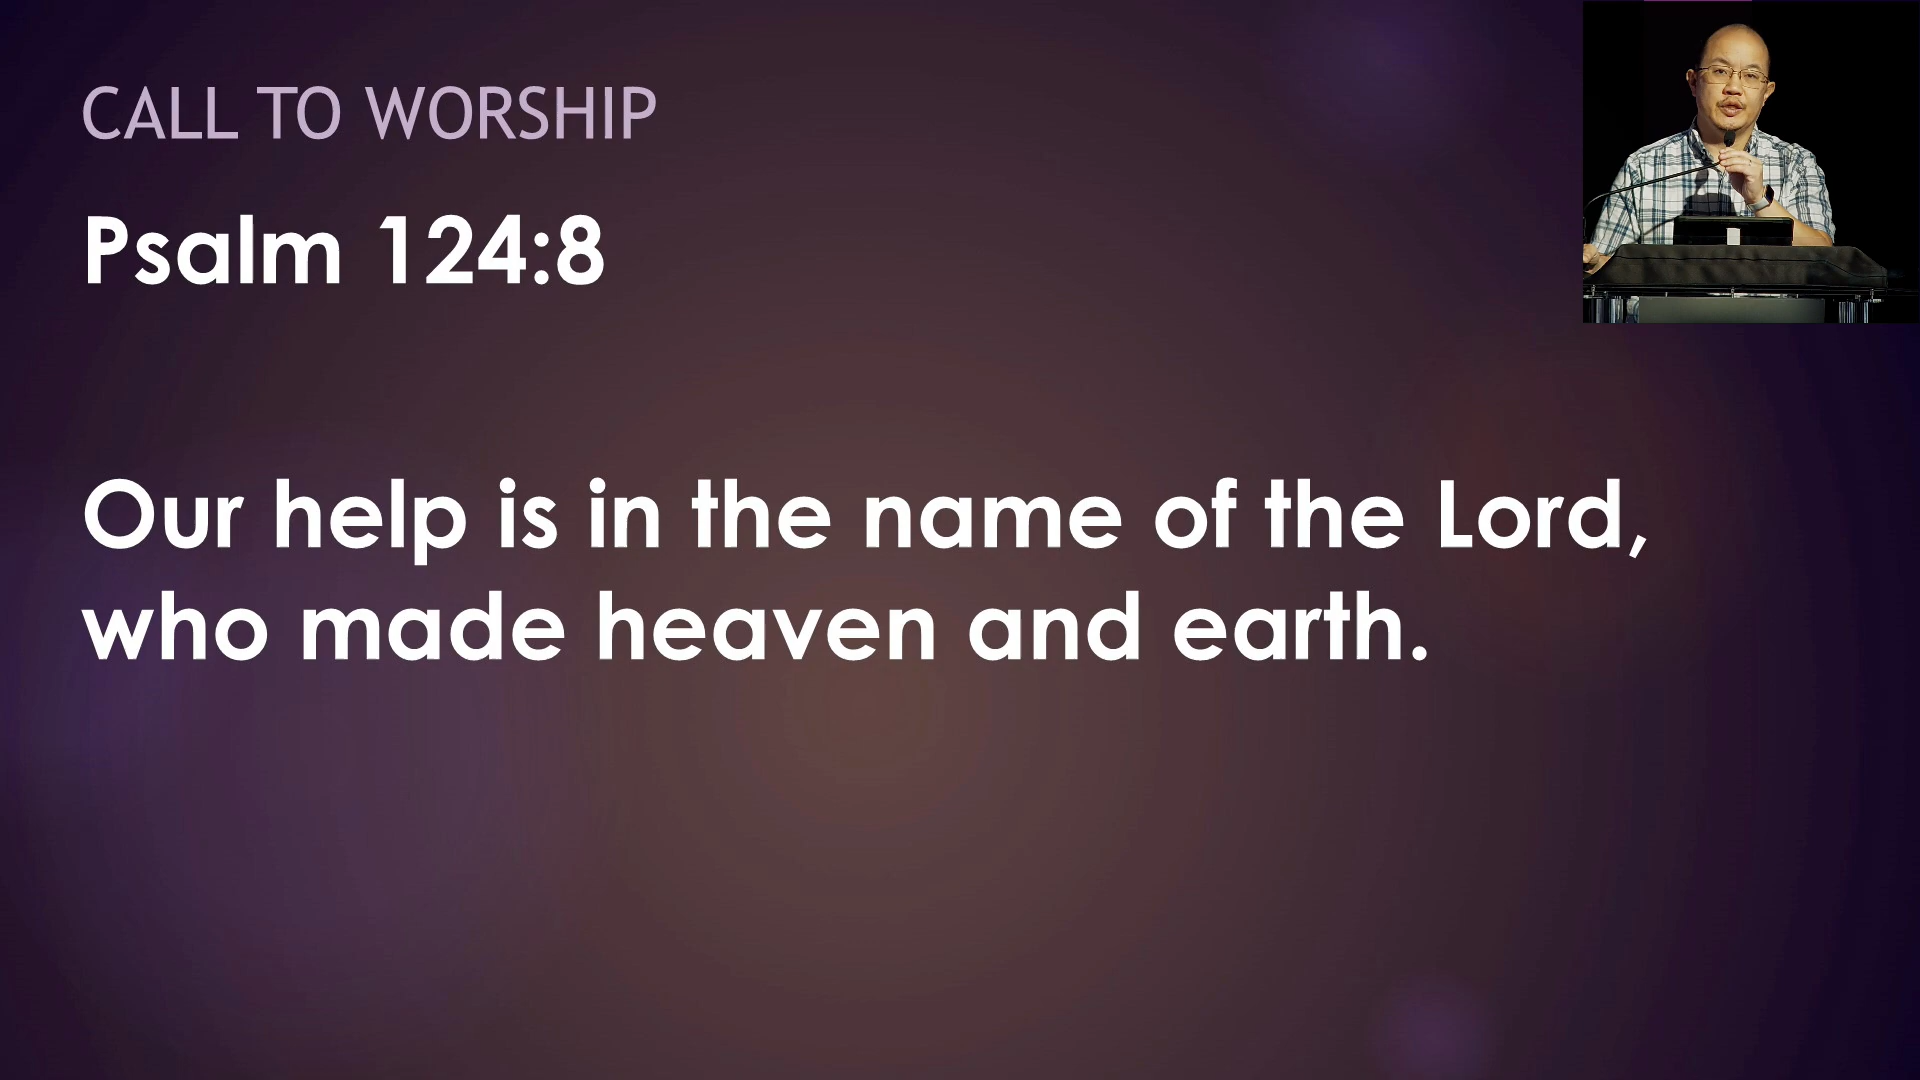 CALL TO WORSHIP
Psalm 124:8
Our help is in the name of the Lord,
who made heaven and earth.